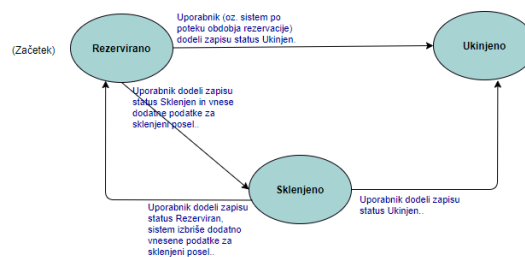 Uporabnik (oz. sistem po
poteku obdobja rezervacije)
dodeli zapisu status Ukinjen.
(Začetek)
Rezervirano
Ukinjeno
Uporabnik dodeli zapisu
status Sklenjen in vnese
dodatne podatke za
sklenjeni posel..
Sklenjeno
Uporabnik dodeli zapisu
status Rezerviran,
sistem izbriše dodatno
vnesene podatke za
sklenjeni posel..
Uporabnik dodeli zapisu
status Ukinjen..